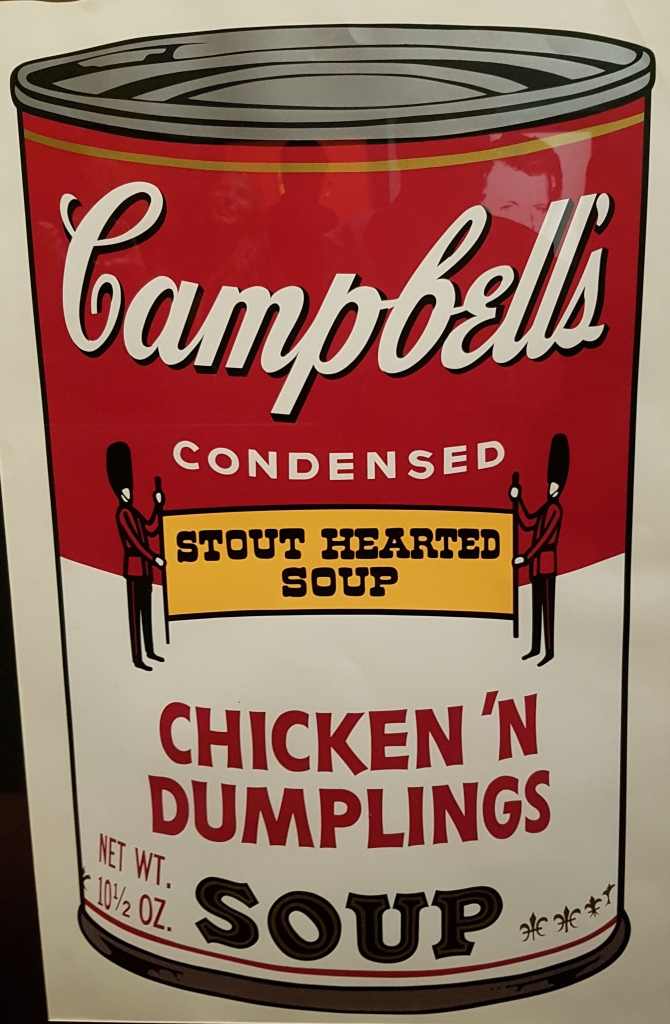 Campbell's
CONDENSED
STOUT HEARTED
SOUP
CHICKEN 'N
DUMPLINGS
NET WT.
10½ OZ.
SOUP